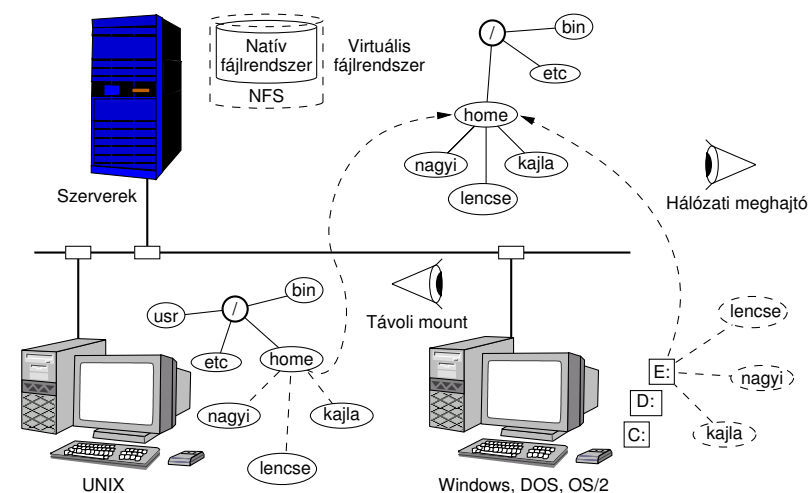 Natív
fájlrendszer
NFS
Virtuális
fájlrendszer
/
bin
etc
home
nagyi
kajla
lencse
Szerverek
Hálózati meghajtó
usr
/
bin
etc
home
nagyi
kajla
lencse
Távoli mount
lencse
E:
nagyi
D:
C:
kajla
UNIX
Windows, DOS, OS/2